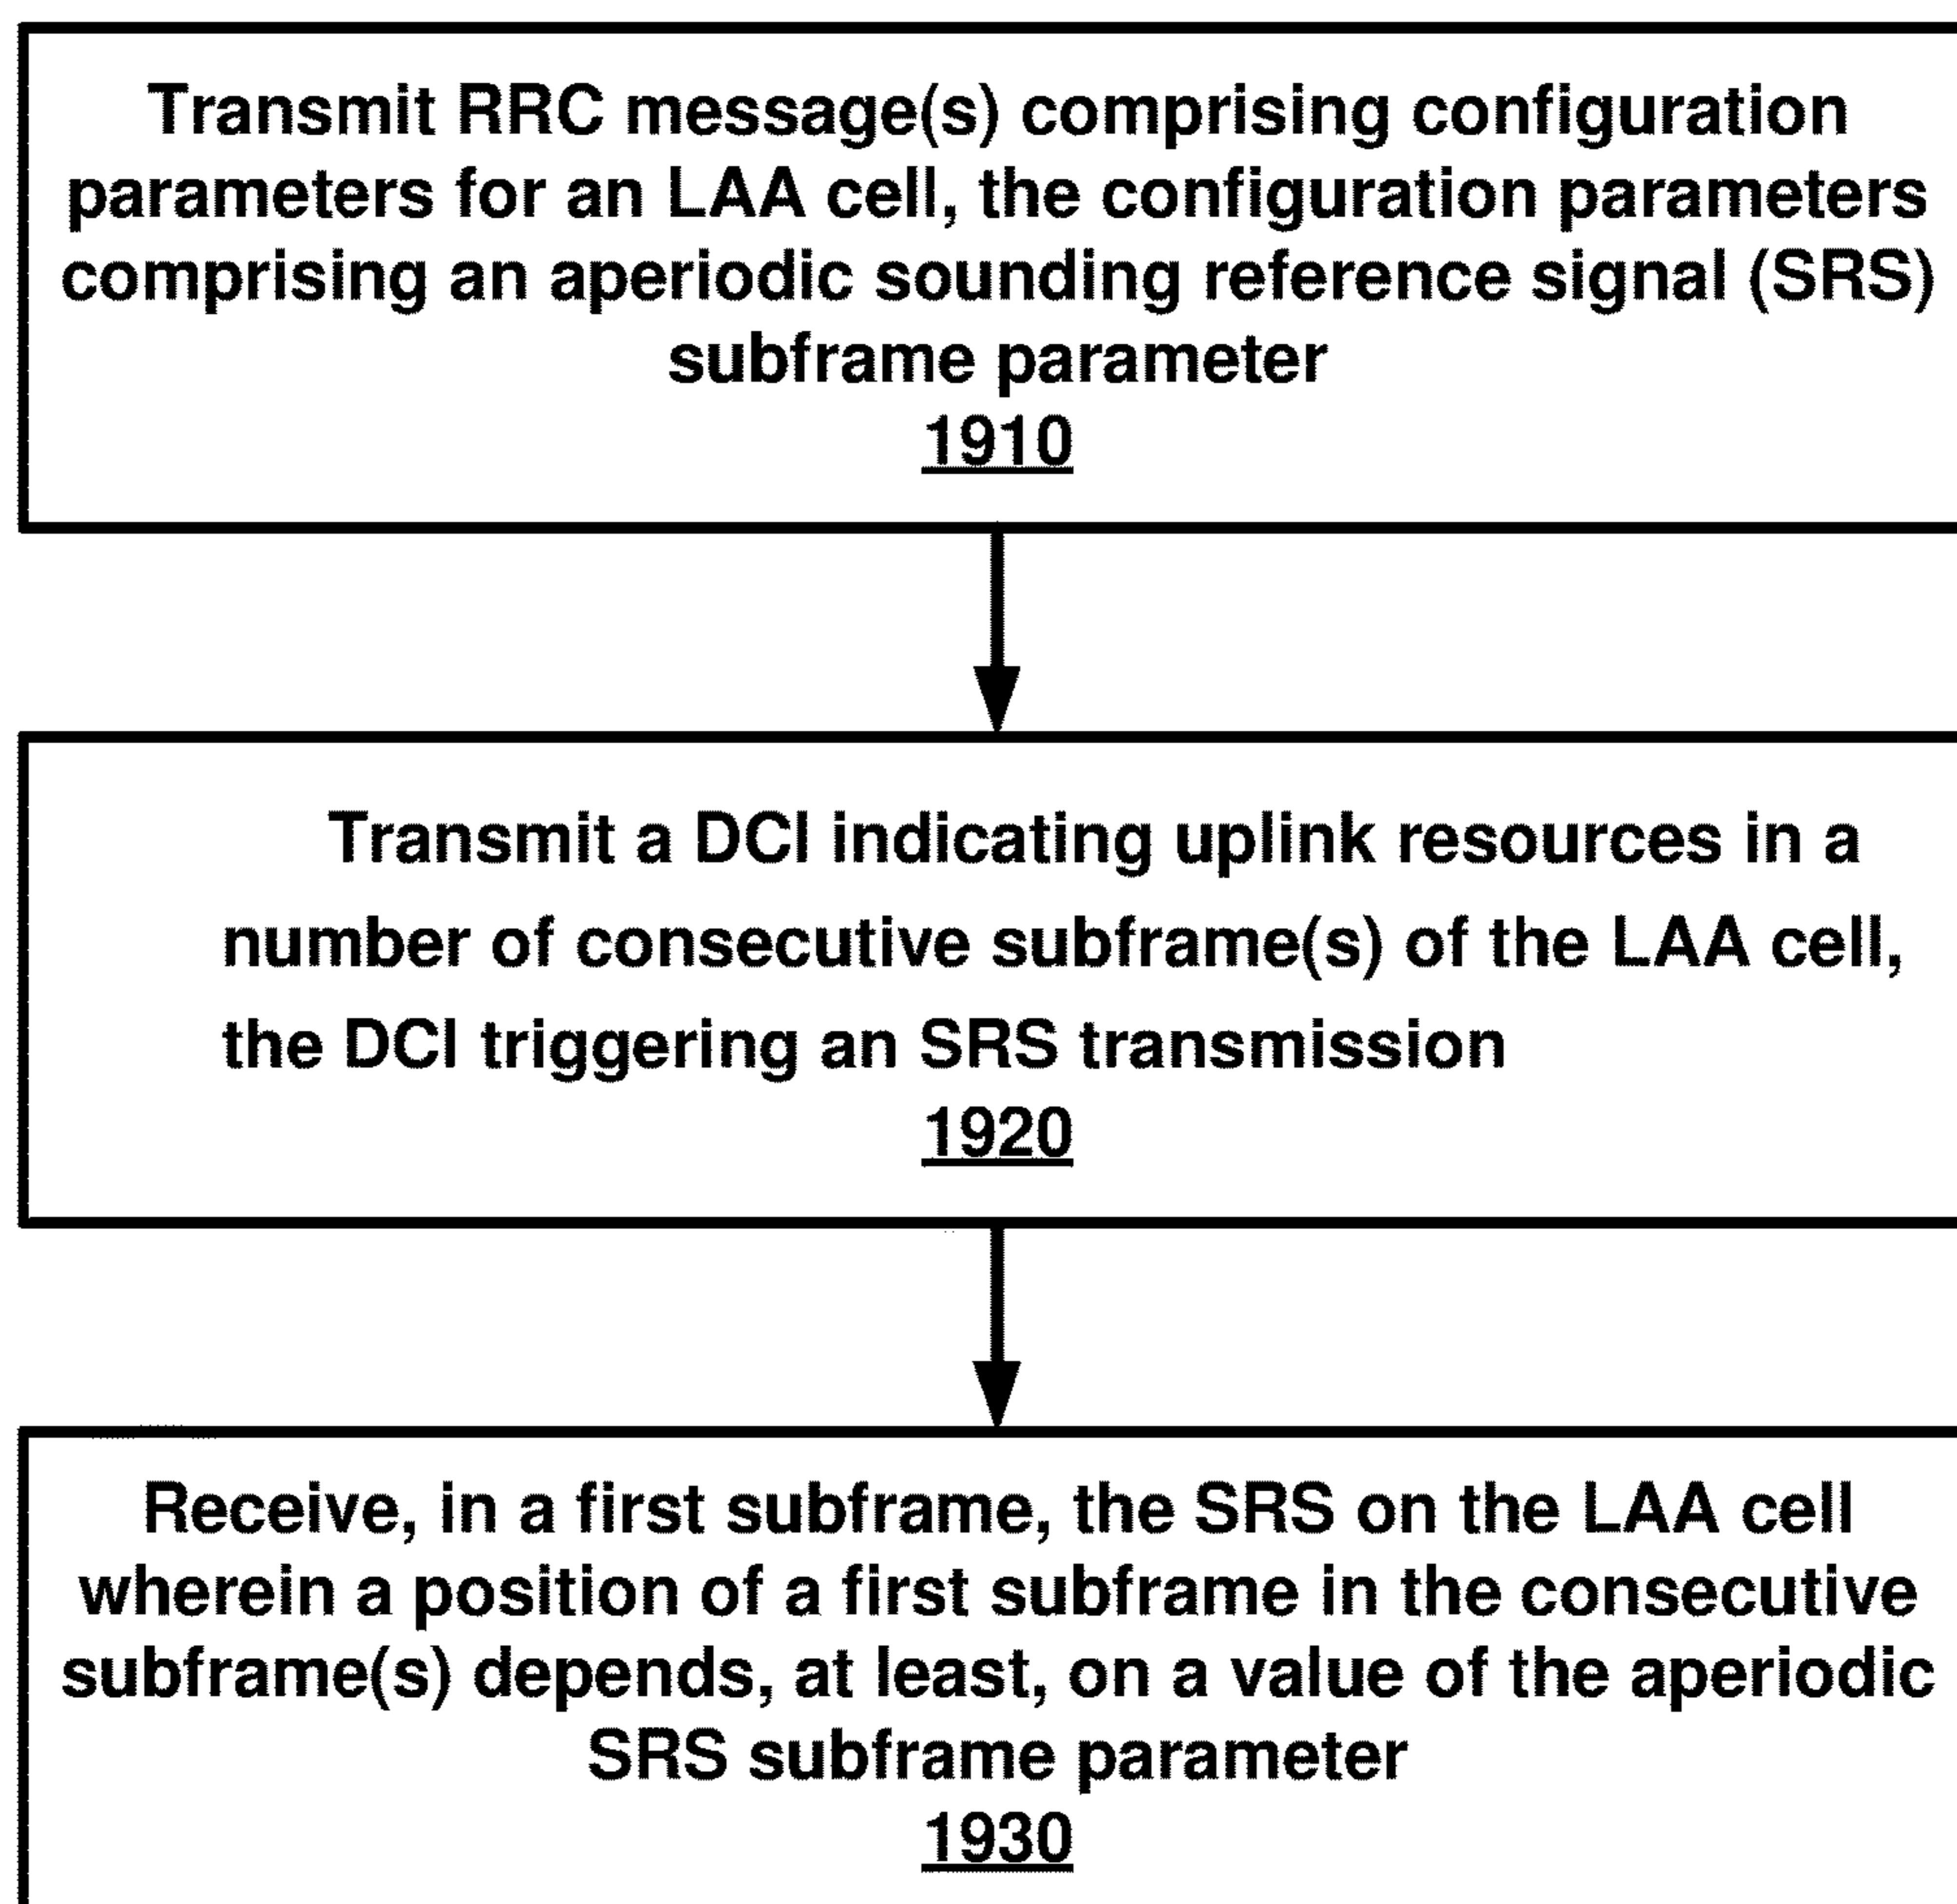 Transmit RRC message(s) comprising configuration
parameters for an LAA cell, the configuration parameters
comprising an aperiodic sounding reference signal (SRS)
subframe parameter
1910
Transmit a DCI indicating uplink resources in a
number of consecutive subframe(s) of the LAA cell,
the DCI triggering an SRS transmission
1920
Receive, in a first subframe, the SRS on the LAA cell
wherein a position of a first subframe in the consecutive
subframe(s) depends, at least, on a value of the aperiodic
SRS subframe parameter
1930